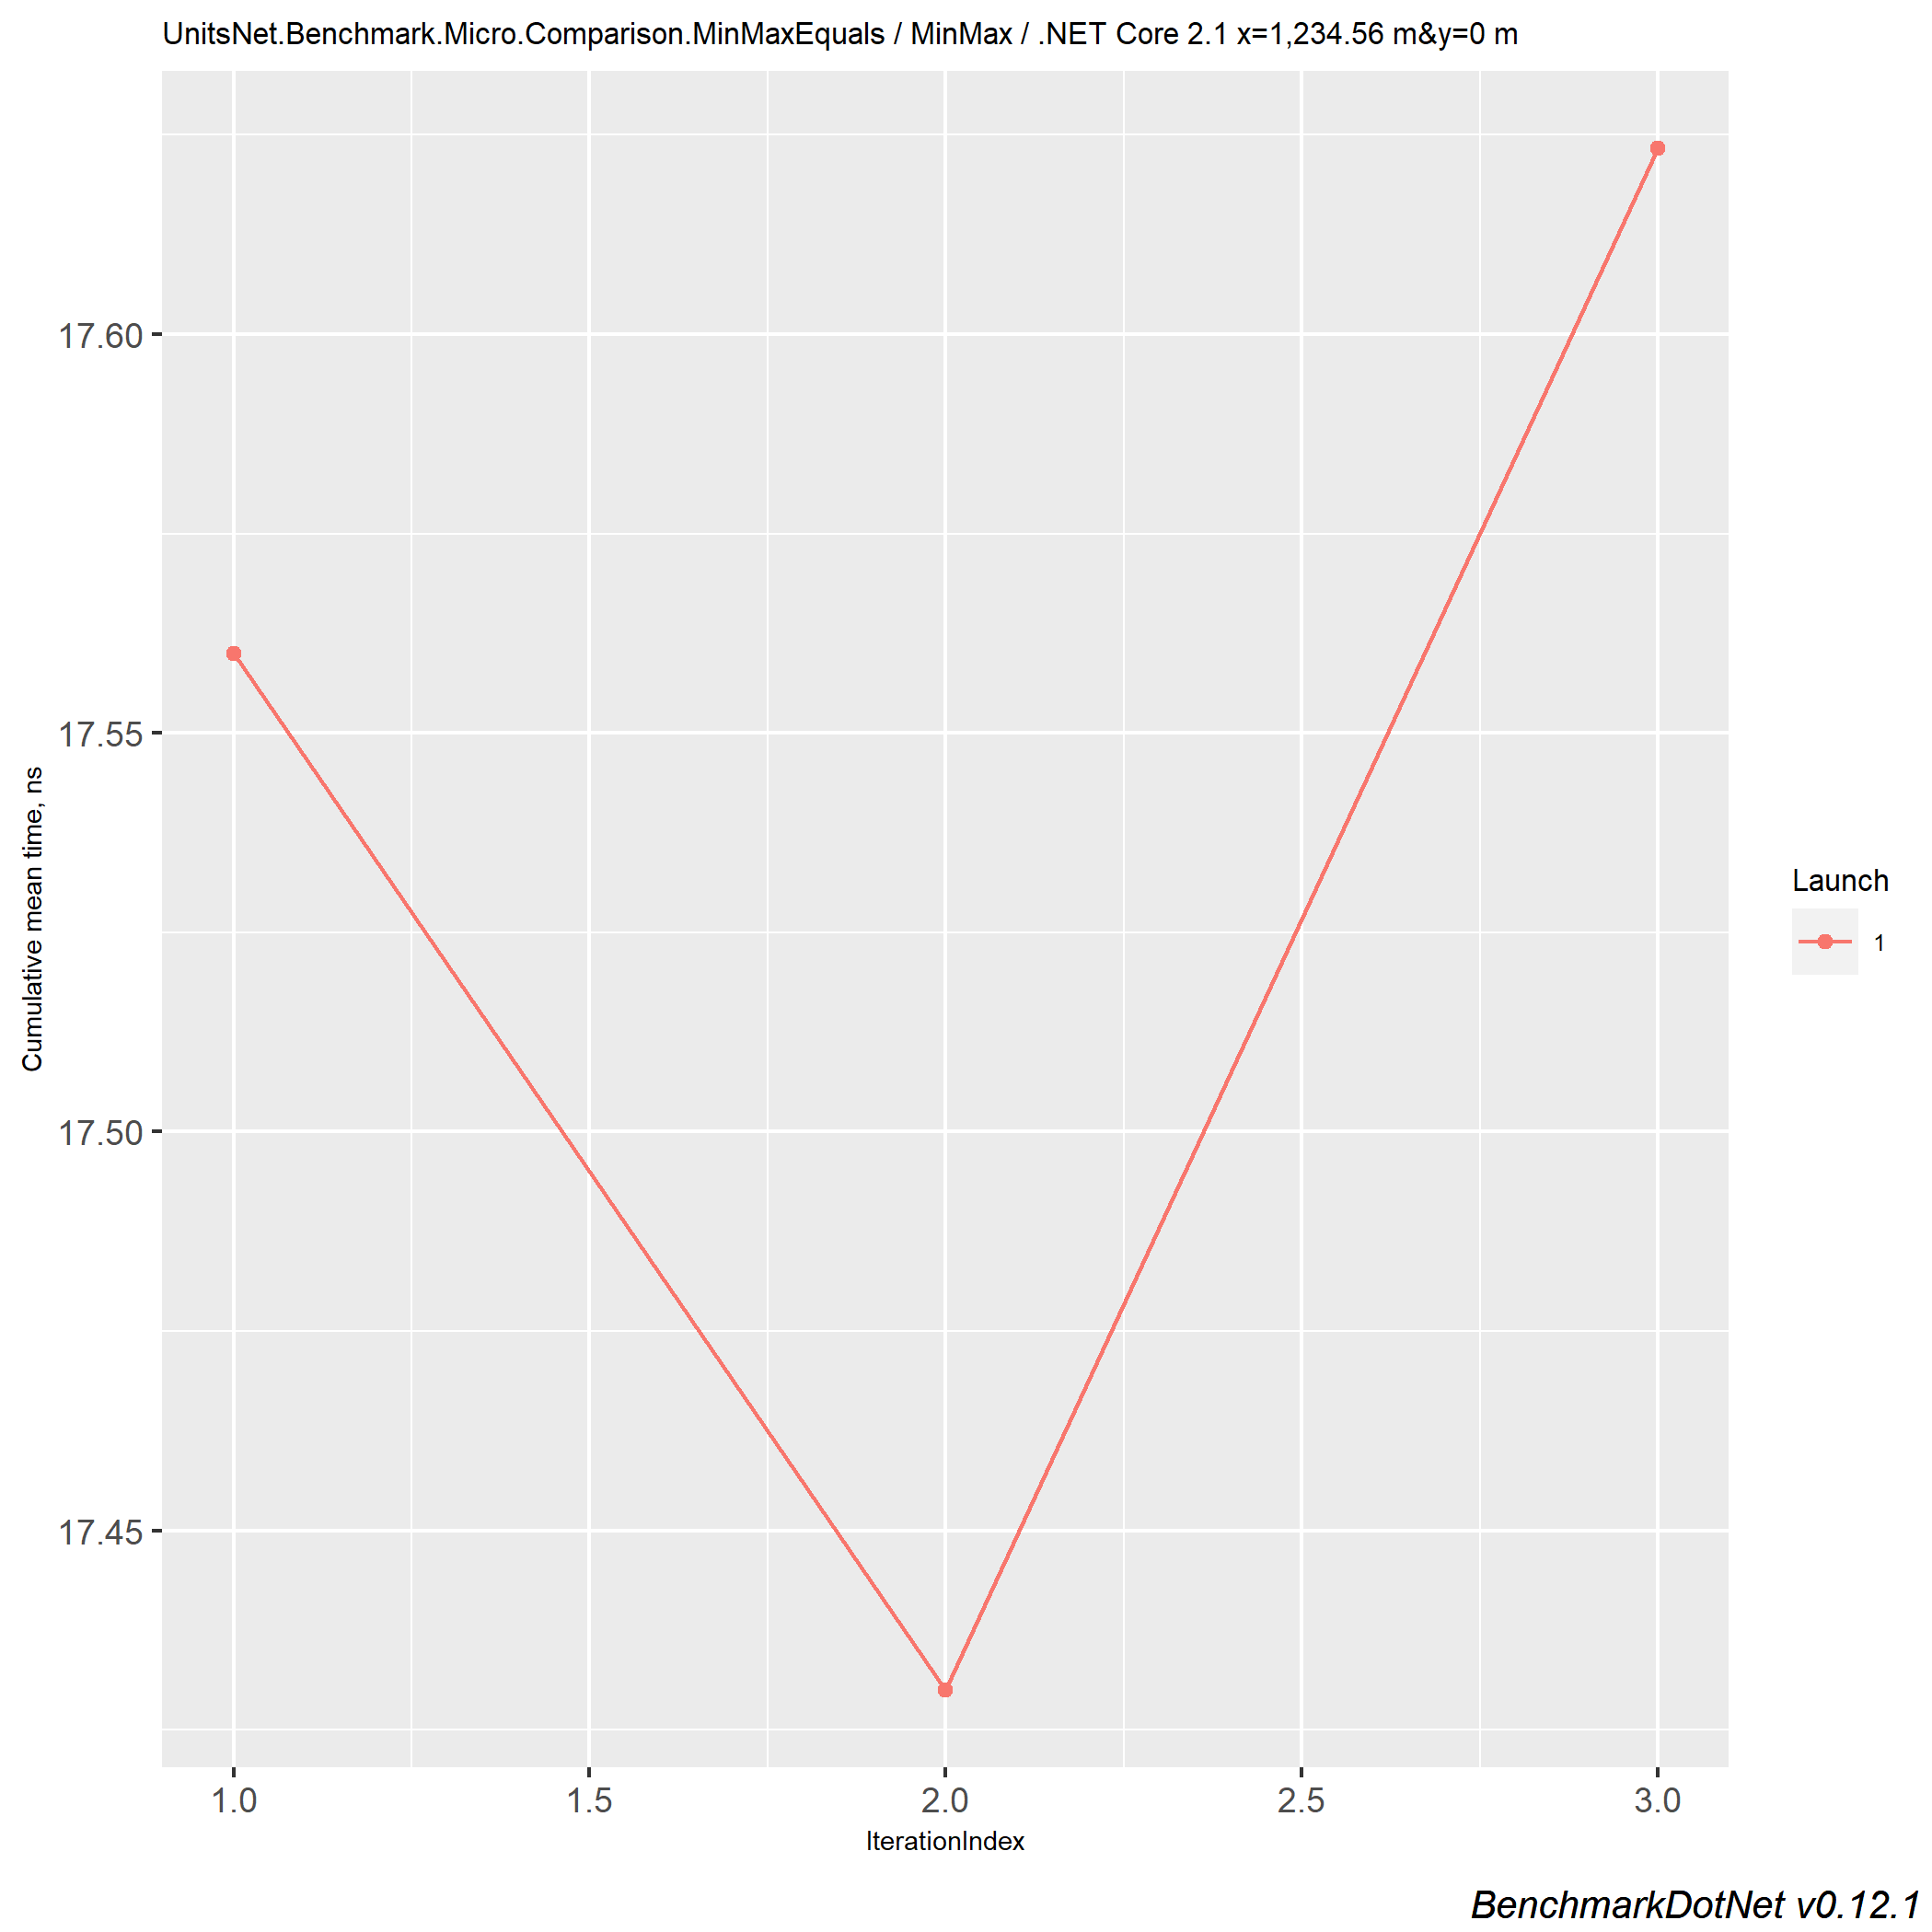 UnitsNet.Benchmark.Micro.Comparison.MinMaxEquals / MinMax / .NET Core 2.1 x=1,234.56 m&y=0 m
17.60
17.55
17.50
17.45
Cumulative mean time, ns
1.0 1.5 2.0 2.5 3.0
IterationIndex
Launch
1
BenchmarkDotNet v0.12.1